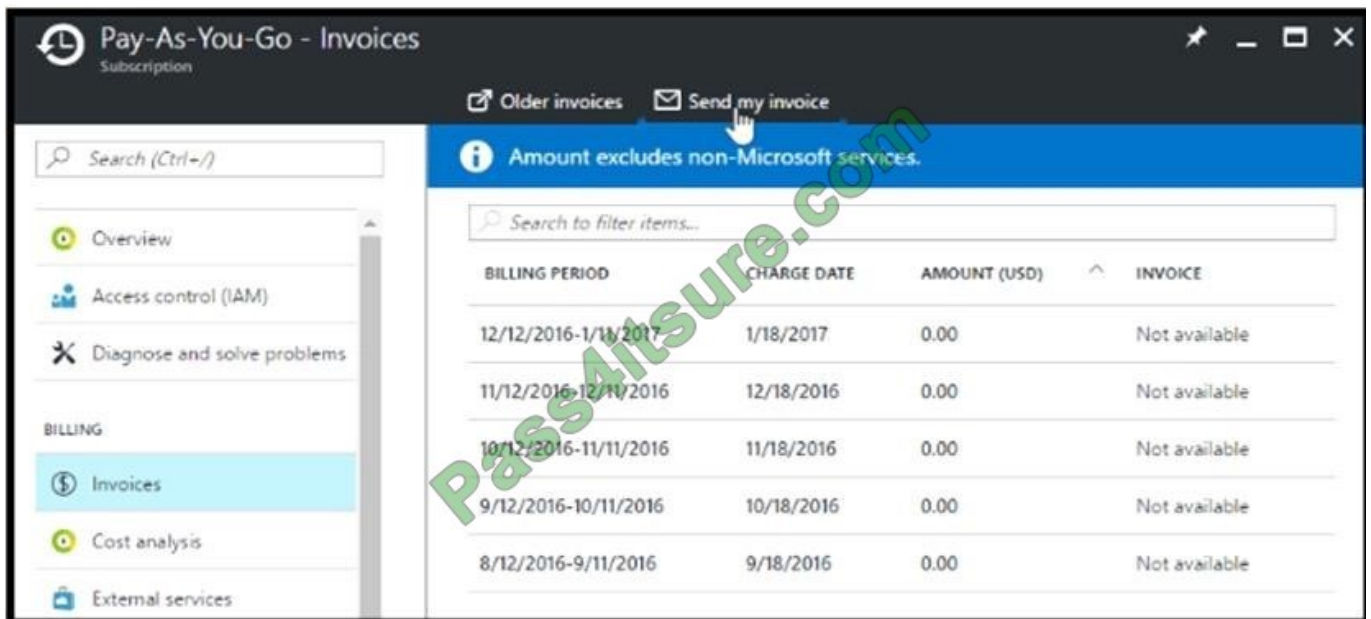 Pay-As-You-Go - Invoices
Subscription
Older invoices Send my invoice
Search (Ctrl+/)
Overview
Access control (IAM)
Diagnose and solve problems
BILLING
Invoices
Cost analysis
External services
Amount excludes non-Microsoft services.
Search to filter items...
BILLING PERIOD CHARGE DATE AMOUNT (USD) INVOICE
12/12/2016-1/11/2017 1/18/2017 0.00 Not available
11/12/2016-12/11/2016 12/18/2016 0.00 Not available
10/12/2016-11/11/2016 11/18/2016 0.00 Not available
9/12/2016-10/11/2016 10/18/2016 0.00 Not available
8/12/2016-9/11/2016 9/18/2016 0.00 Not available
Pass4itsure.com